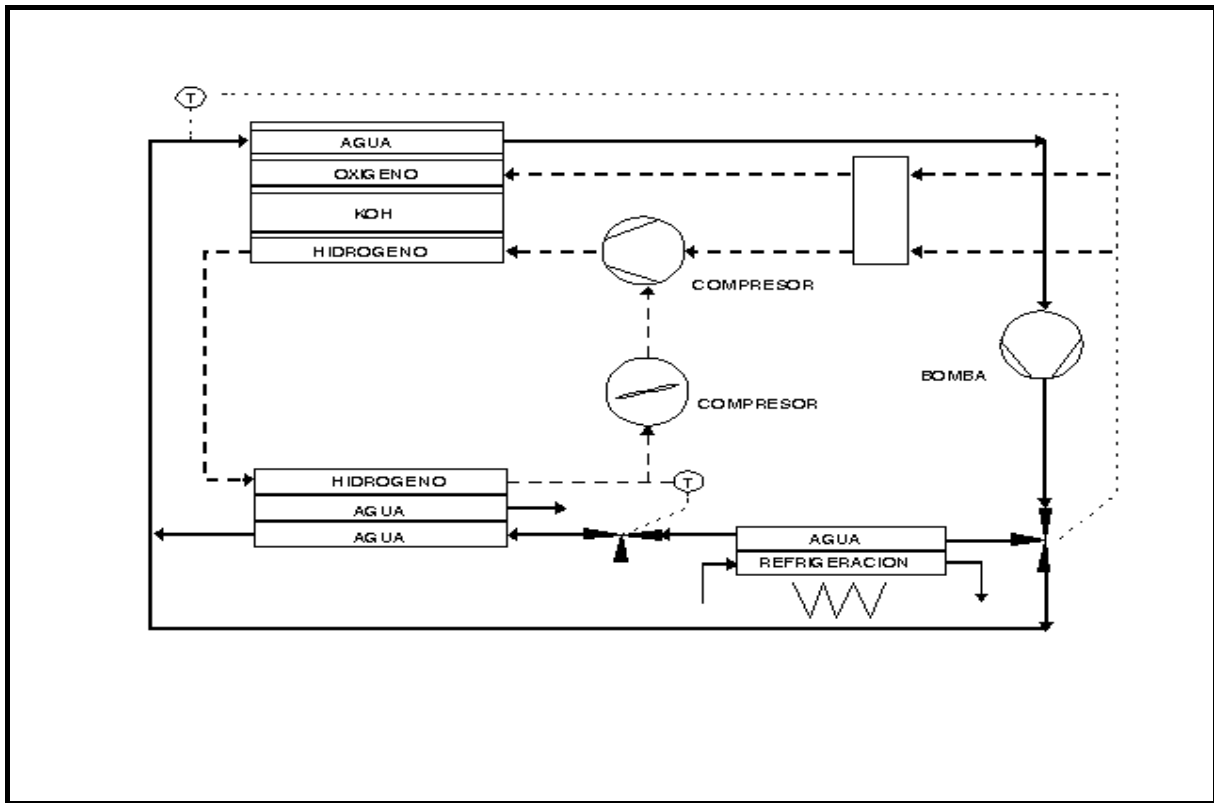 T
AGUA
OXIGENO
KOH
HIDROGENO
COMPRESOR
BOMBA
COMPRESOR
HIDROGENO
T
AGUA
AGUA
AGUA
REFRIGERACION